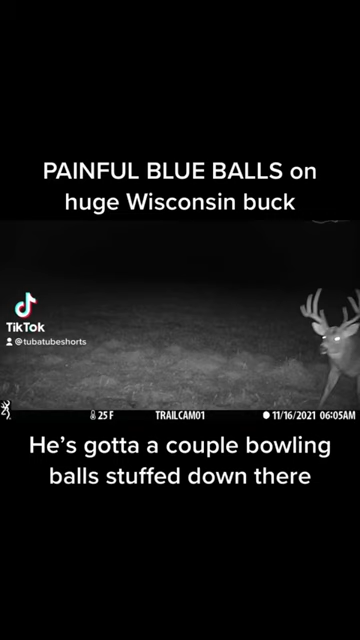 PAINFUL BLUE BALLS on
huge Wisconsin buck
TikTok
@tubatubeshorts
25 F TRAILCAM01 11/16/2021 06:05AM
He's gotta a couple bowling
balls stuffed down there